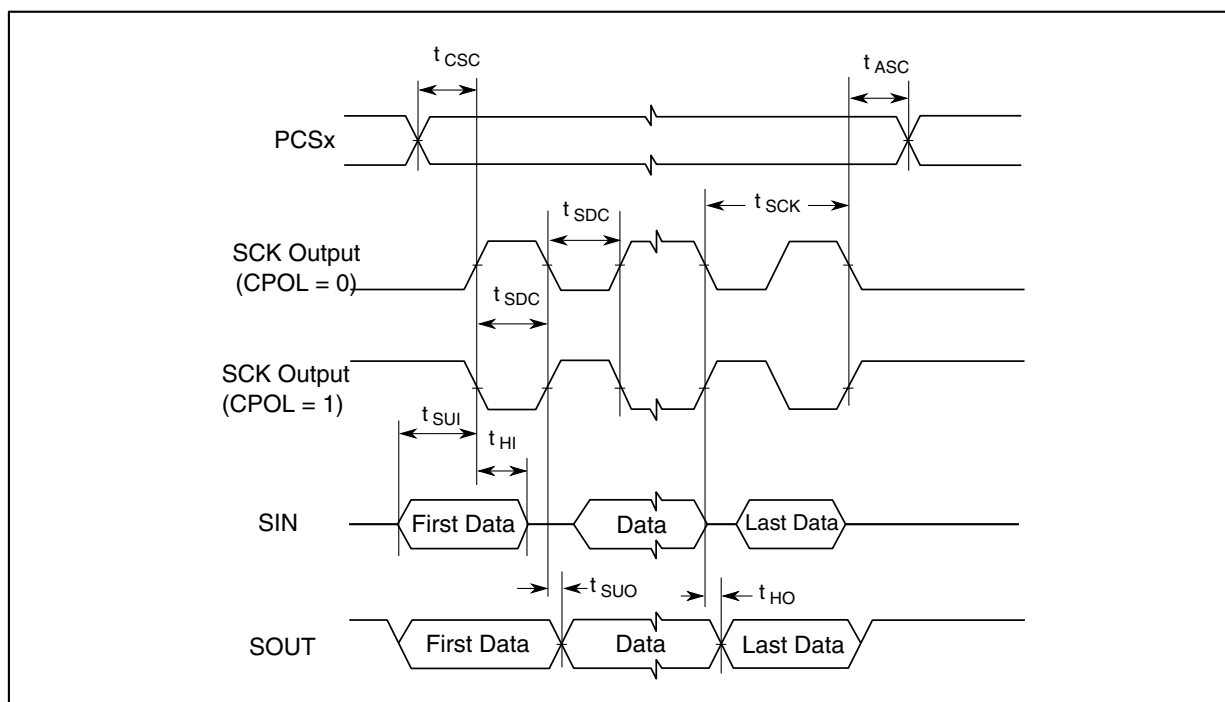 t CSC
t ASC
PCSx
t SDC
t SCK
SCK Output
(CPOL = 0)
t SDC
SCK Output
(CPOL = 1)
t SUI
t HI
SIN
First Data
Data
Last Data
t SUO
t HO
SOUT
First Data
Data
Last Data